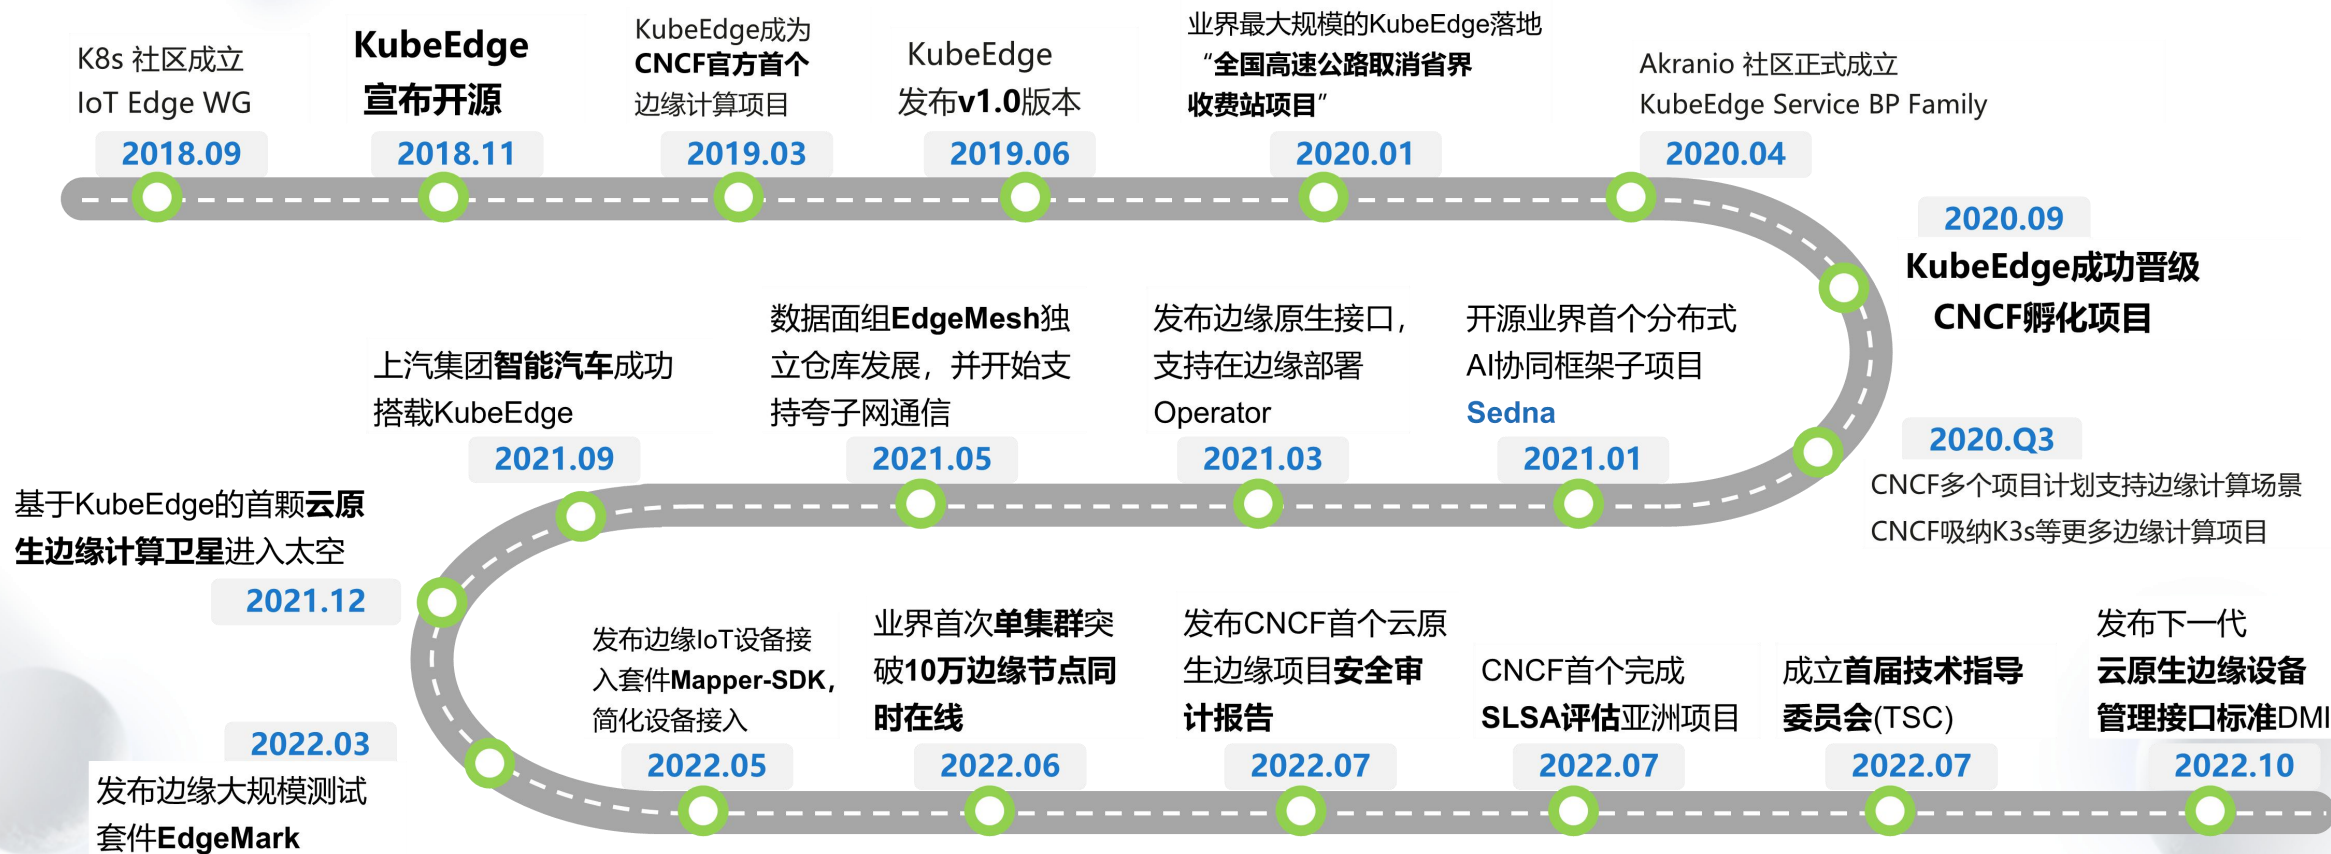 K8s 社区成立
IoT Edge WG
2018.09
KubeEdge
宣布开源
2018.11
KubeEdge成为
CNCF官方首个
边缘计算项目
2019.03
KubeEdge
发布v1.0版本
2019.06
业界最大规模的KubeEdge落地
“全国高速公路取消省界
收费站项目”
2020.01
Akranio 社区正式成立
KubeEdge Service BP Family
2020.04
2020.09
KubeEdge成功晋级
CNCF孵化项目
2020.Q3
CNCF多个项目计划支持边缘计算场景
CNCF吸纳K3s等更多边缘计算项目
开源业界首个分布式
AI协同框架子项目
Sedna
2021.01
发布边缘原生接口，
支持在边缘部署
Operator
2021.03
数据面组EdgeMesh独
立仓库发展，并开始支
持夸子网通信
2021.05
上汽集团智能汽车成功
搭载KubeEdge
2021.09
基于KubeEdge的首颗云原
生边缘计算卫星进入太空
2021.12
2022.03
发布边缘大规模测试
套件EdgeMark
发布边缘IoT设备接
入套件Mapper-SDK，
简化设备接入
2022.05
业界首次单集群突
破10万边缘节点同
时在线
2022.06
发布CNCF首个云原
生边缘项目安全审
计报告
2022.07
CNCF首个完成
SLSA评估亚洲项目
2022.07
成立首届技术指导
委员会(TSC)
2022.07
发布下一代
云原生边缘设备
管理接口标准DMI
2022.10